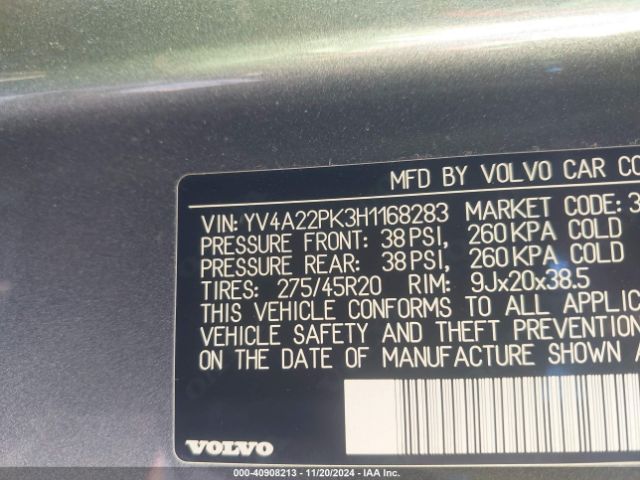 MFD BY VOLVO CAR CO
VIN: YV4A22PK3H1168283 MARKET CODE: 3
PRESSURE FRONT: 38 PSI, 260 KPA COLD
PRESSURE REAR: 38 PSI, 260 KPA COLD
TIRES: 275/45R20 RIM: 9Jx20x38.5
THIS VEHICLE CONFORMS TO ALL APPLIC
VEHICLE SAFETY AND THEFT PREVENTION
ON THE DATE OF MANUFACTURE SHOWN A
VOLVO
000-40908213 - 11/20/2024 - IAA Inc.